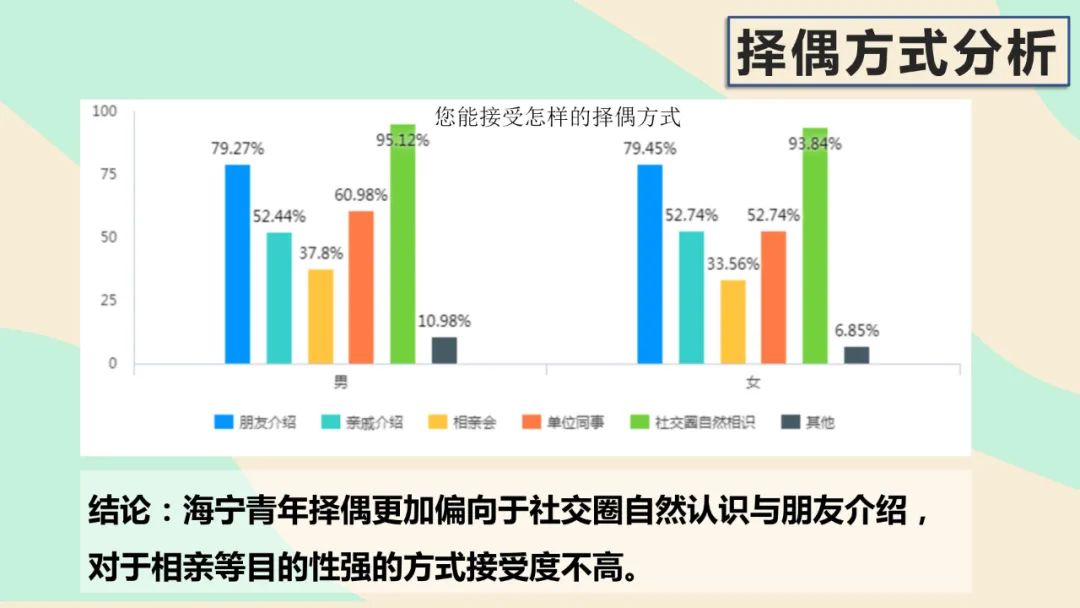 择偶方式分析
您能接受怎样的择偶方式
100
75
50
25
0
79.27%
52.44%
37.8%
60.98%
95.12%
10.98%
79.45%
52.74%
33.56%
52.74%
93.84%
6.85%
男
女
朋友介绍 亲戚介绍 相亲会 单位同事 社交圈自然相识 其他
结论：海宁青年择偶更加偏向于社交圈自然认识与朋友介绍，
对于相亲等目的性强的方式接受度不高。